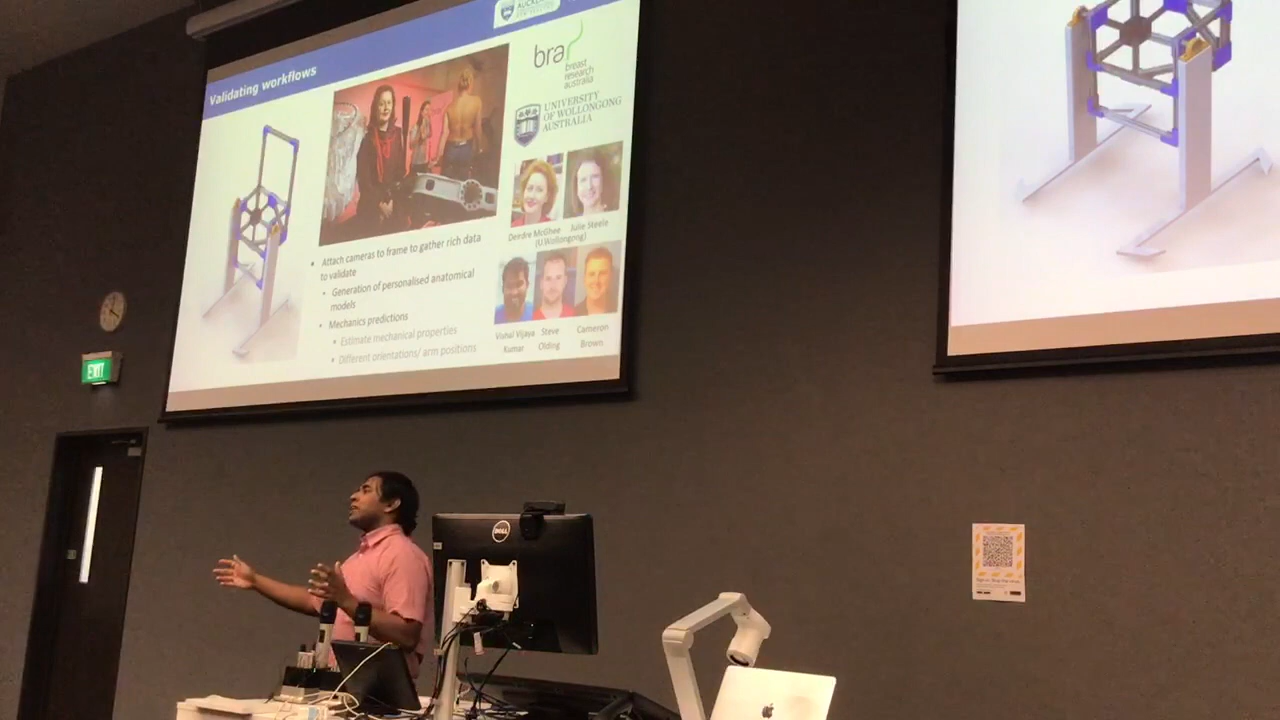 AUCKLAND
Validating workflows
bra
breast
research
australia
UNIVERSITY
OF WOLLONGONG
AUSTRALIA
Deirdre McGhee Julie Steele
(U.Wollongong)
• Attach cameras to frame to gather rich data
to validate
• Generation of personalised anatomical
models
• Mechanics predictions
• Estimate mechanical properties
• Different orientations/ arm positions
Vishal Vijaya Steve Cameron
Kumar Olding Brown
EXIT
DELL